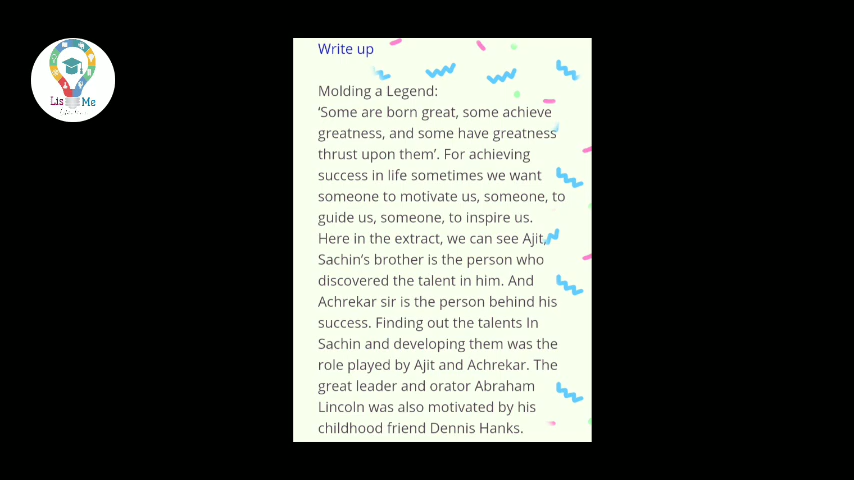 Lis Me
Write up
Molding a Legend:
‘Some are born great, some achieve
greatness, and some have greatness
thrust upon them’. For achieving
success in life sometimes we want
someone to motivate us, someone, to
guide us, someone, to inspire us.
Here in the extract, we can see Ajit,
Sachin’s brother is the person who
discovered the talent in him. And
Achrekar sir is the person behind his
success. Finding out the talents In
Sachin and developing them was the
role played by Ajit and Achrekar. The
great leader and orator Abraham
Lincoln was also motivated by his
childhood friend Dennis Hanks.